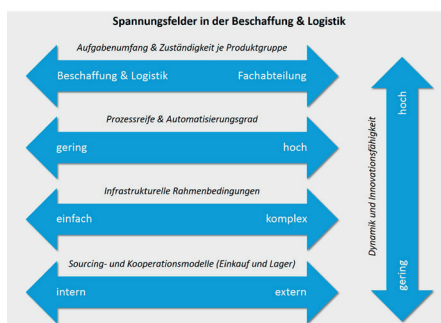 Spannungsfelder in der Beschaffung & Logistik
Aufgabenumfang & Zuständigkeit je Produktgruppe
Beschaffung & Logistik Fachabteilung
Prozessreife & Automatisierungsgrad
gering hoch
Infrastrukturelle Rahmenbedingungen
einfach komplex
Sourcing- und Kooperationsmodelle (Einkauf und Lager)
intern extern
Dynamik und Innovationsfähigkeit
hoch
gering